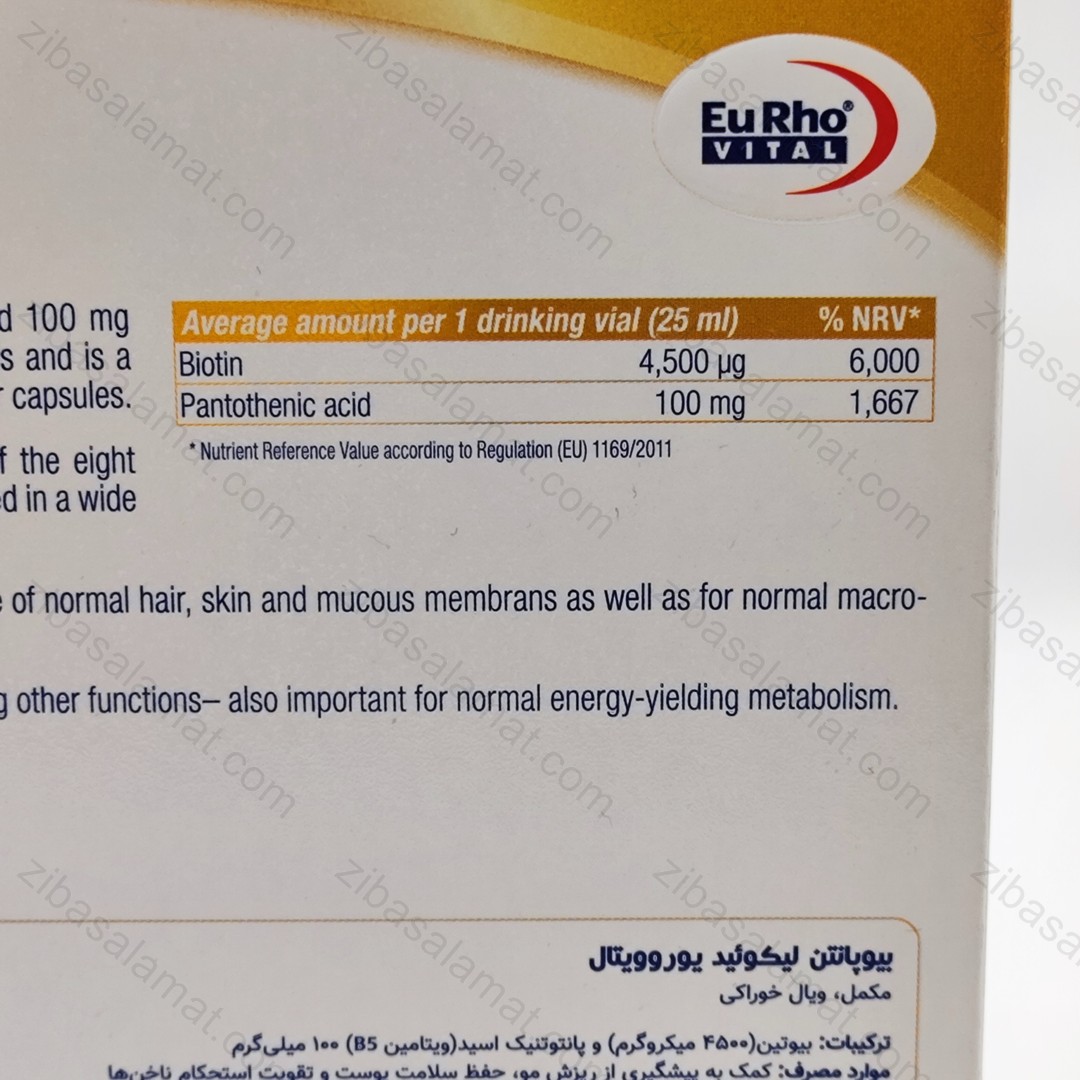 EuRho®
VITAL
d 100 mg
s and is a
r capsules.
f the eight
ed in a wide
Average amount per 1 drinking vial (25 ml) % NRV*
Biotin 4,500 µg 6,000
Pantothenic acid 100 mg 1,667
* Nutrient Reference Value according to Regulation (EU) 1169/2011
e of normal hair, skin and mucous membrans as well as for normal macro-
g other functions– also important for normal energy-yielding metabolism.
بیوپانتن لیکوئید یوروویتال
مکمل، ویال خوراکی
ترکیبات: بیوتین(۴۵۰۰ میکروگرم) و پانتوتنیک اسید(ویتامین B5) ۱۰۰ میلی‌گرم
موارد مصرف: کمک به پیشگیری از ریزش مو، حفظ سلامت پوست و تقویت استحکام ناخن‌ها
zibasalamat.com